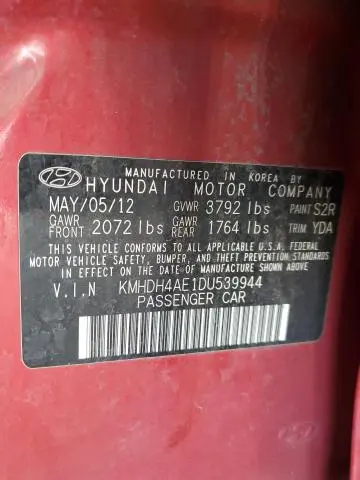 MANUFACTURED IN KOREA BY
HYUNDAI MOTOR COMPANY
MAY/05/12 GVWR 3792 lbs PAINT S2R
GAWR FRONT 2072 lbs GAWR REAR 1764 lbs TRIM YDA
THIS VEHICLE CONFORMS TO ALL APPLICABLE U.S.A. FEDERAL
MOTOR VEHICLE SAFETY, BUMPER, AND THEFT PREVENTION STANDARDS
IN EFFECT ON THE DATE OF MANUFACTURE SHOWN ABOVE.
V.I.N KMHDH4AE1DU539944
PASSENGER CAR